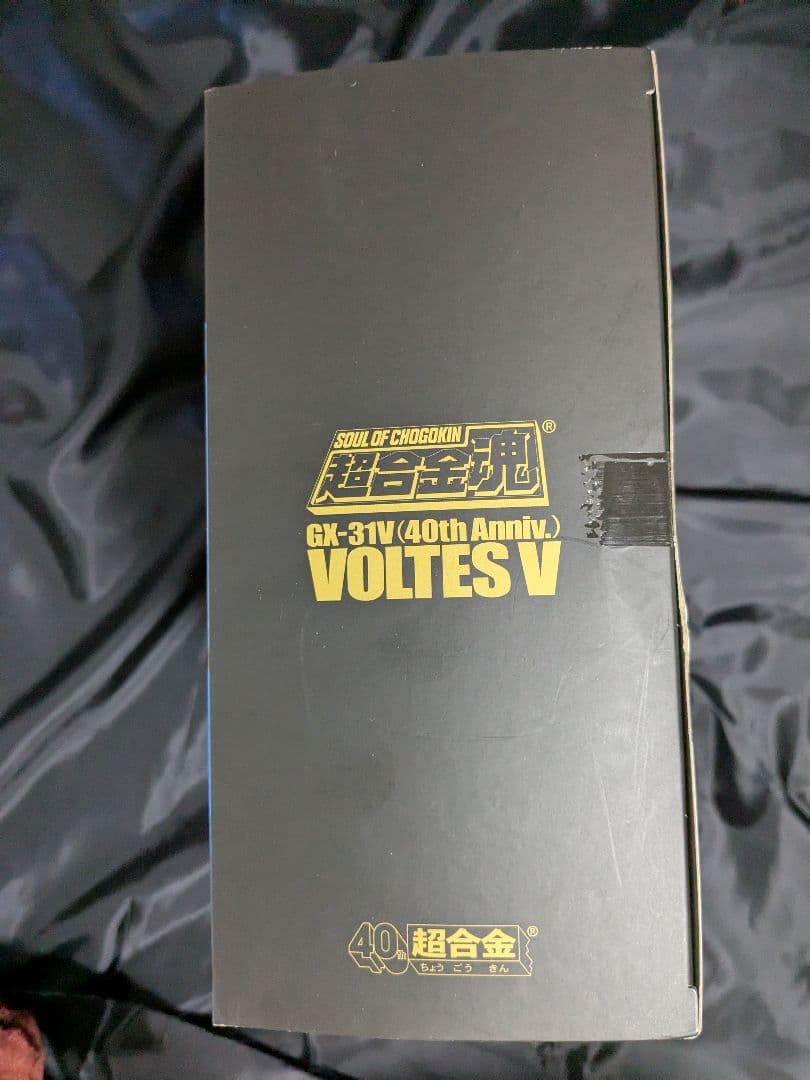 SOUL OF CHOGOKIN
超合金魂®
GX-31V(40th Anniv.)
VOLTES V
40th 超合金®
ちょう ごう きん